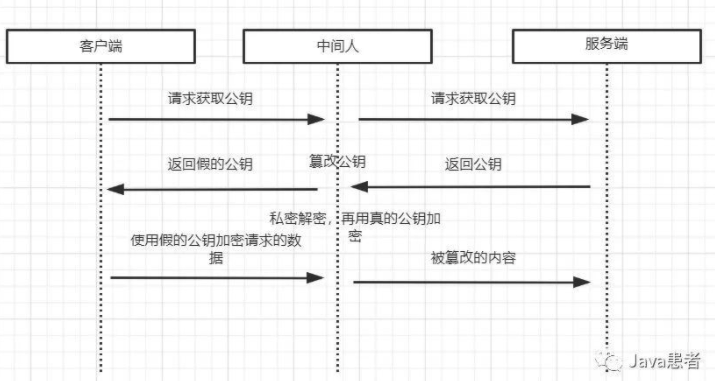 客户端
中间人
服务端
请求获取公钥
请求获取公钥
返回假的公钥
篡改公钥
返回公钥
私密解密，再用真的公钥加
密
使用假的公钥加密请求的数
据
被篡改的内容
Java患者